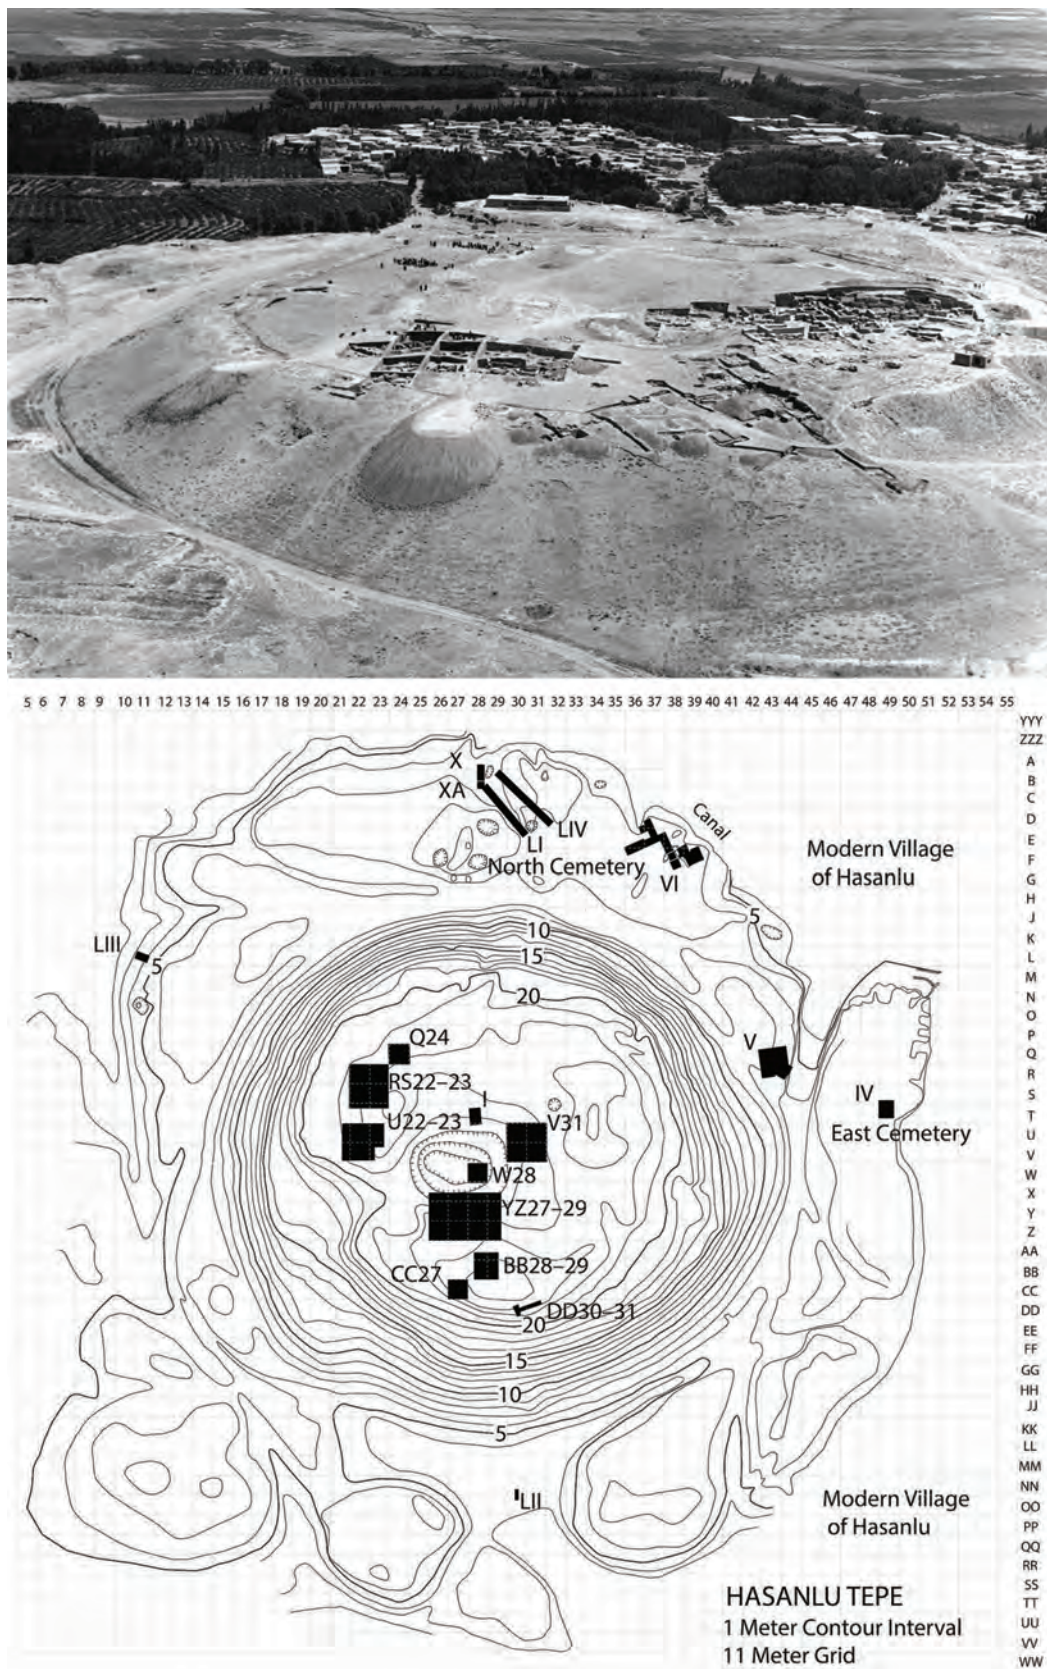 5 6 7 8 9 10 11 12 13 14 15 16 17 18 19 20 21 22 23 24 25 26 27 28 29 30 31 32 33 34 35 36 37 38 39 40 41 42 43 44 45 46 47 48 49 50 51 52 53 54 55
YYY
ZZZ
A
B
C
D
E
F
G
H
J
K
L
M
N
O
P
Q
R
S
T
U
V
W
X
Y
Z
AA
BB
CC
DD
EE
FF
GG
HH
JJ
KK
LL
MM
NN
OO
PP
QQ
RR
SS
TT
UU
VV
WW
X
XA
LIV
LI
North Cemetery
Canal
VI
Modern Village
of Hasanlu
5
10
15
20
LIII
5
Q24
RS22–23
I
U22–23
V31
W28
YZ27–29
CC27
BB28–29
DD30–31
V
IV
East Cemetery
20
15
10
5
LII
Modern Village
of Hasanlu
HASANLU TEPE
1 Meter Contour Interval
11 Meter Grid